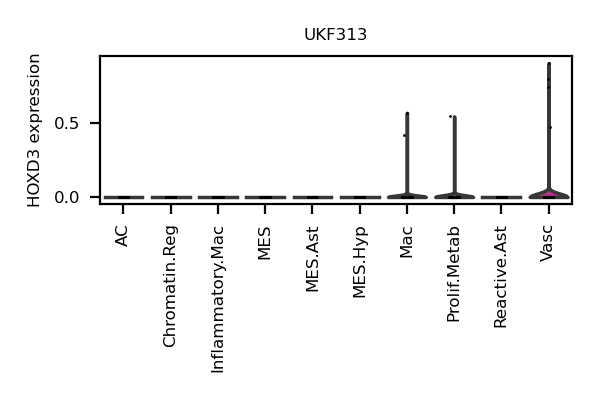 UKF313
HOXD3 expression
0.5
0.0
AC
Chromatin.Reg
Inflammatory.Mac
MES
MES.Ast
MES.Hyp
Mac
Prolif.Metab
Reactive.Ast
Vasc